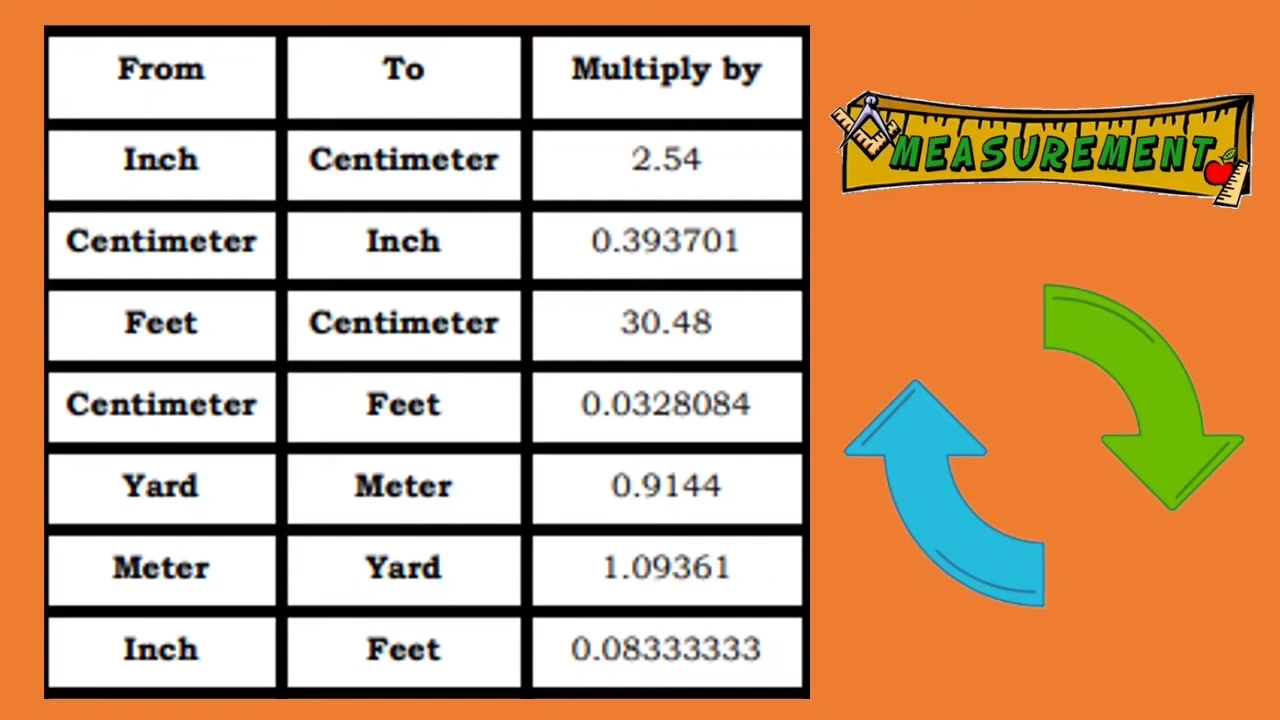 From To Multiply by
Inch Centimeter 2.54
Centimeter Inch 0.393701
Feet Centimeter 30.48
Centimeter Feet 0.0328084
Yard Meter 0.9144
Meter Yard 1.09361
Inch Feet 0.08333333
MEASUREMENT